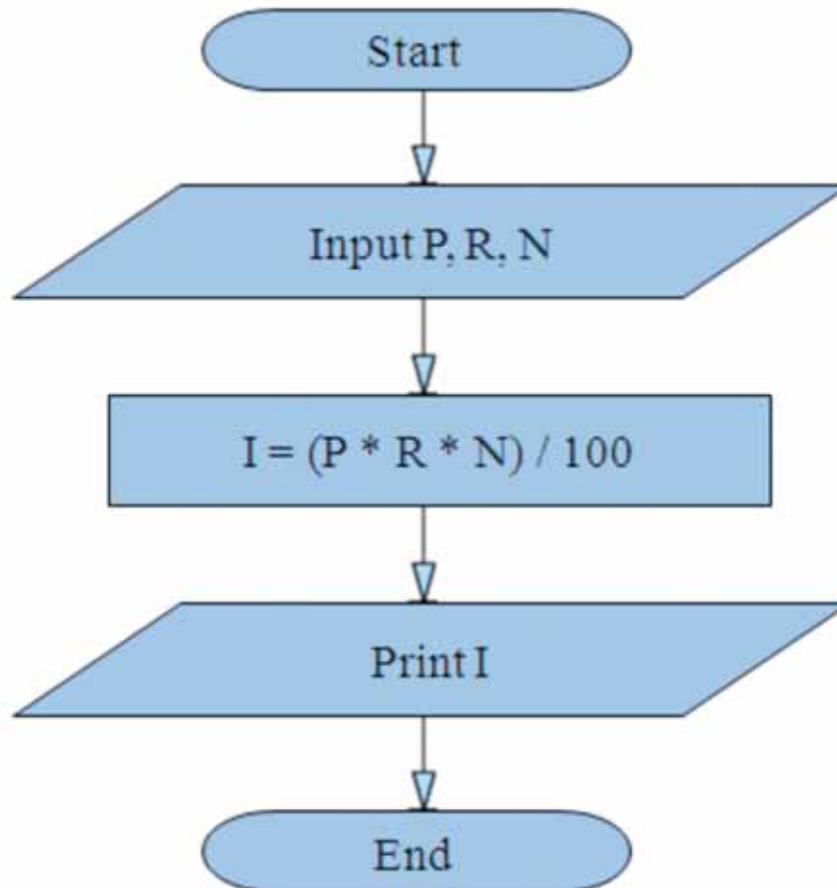 Start
Input P, R, N
I = (P * R * N) / 100
Print I
End